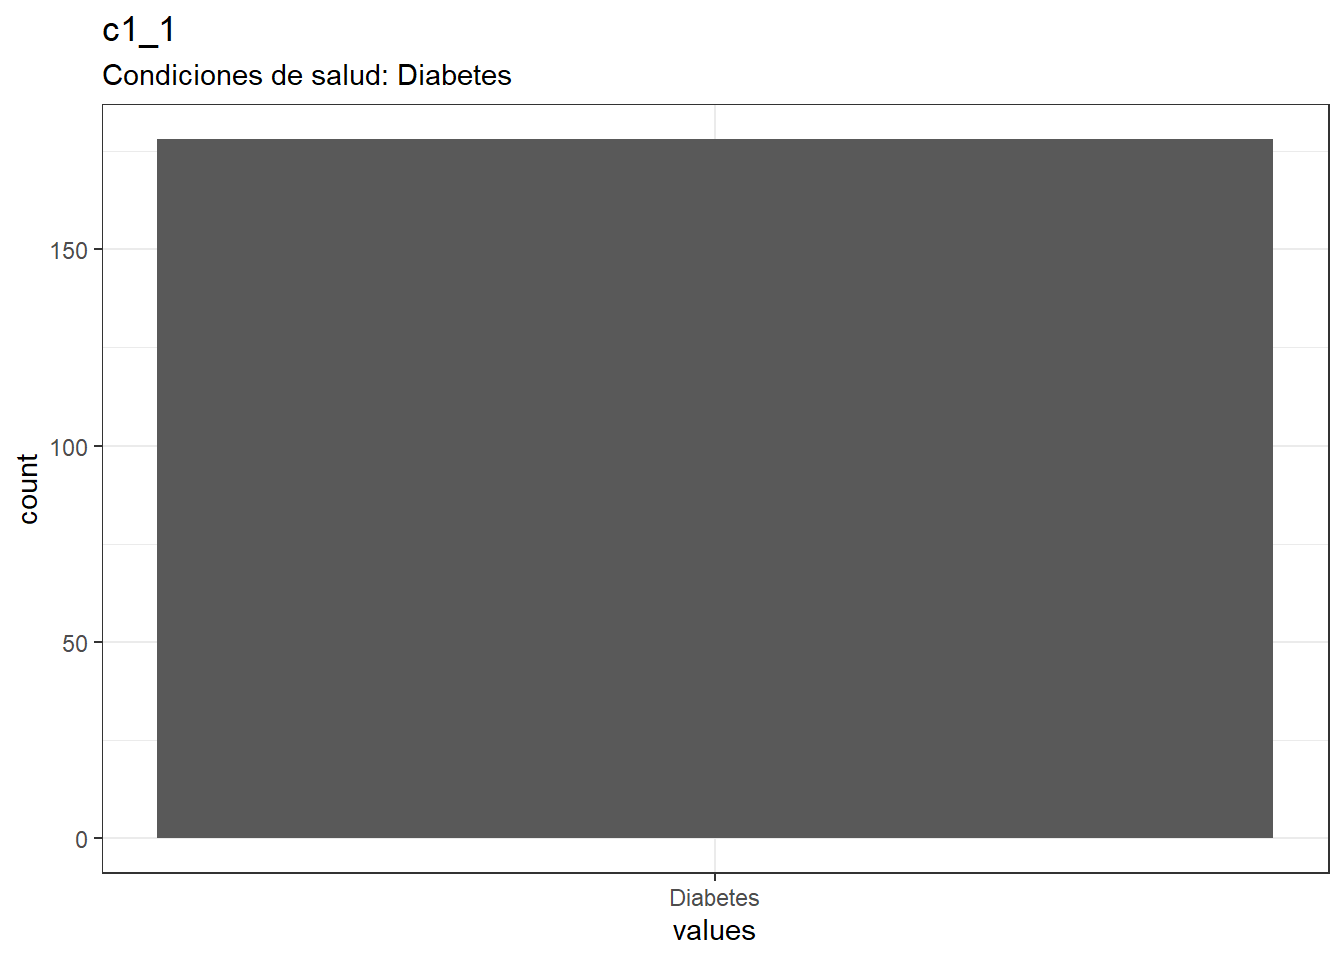 c1_1
Condiciones de salud: Diabetes
150
100
50
0
count
Diabetes
values